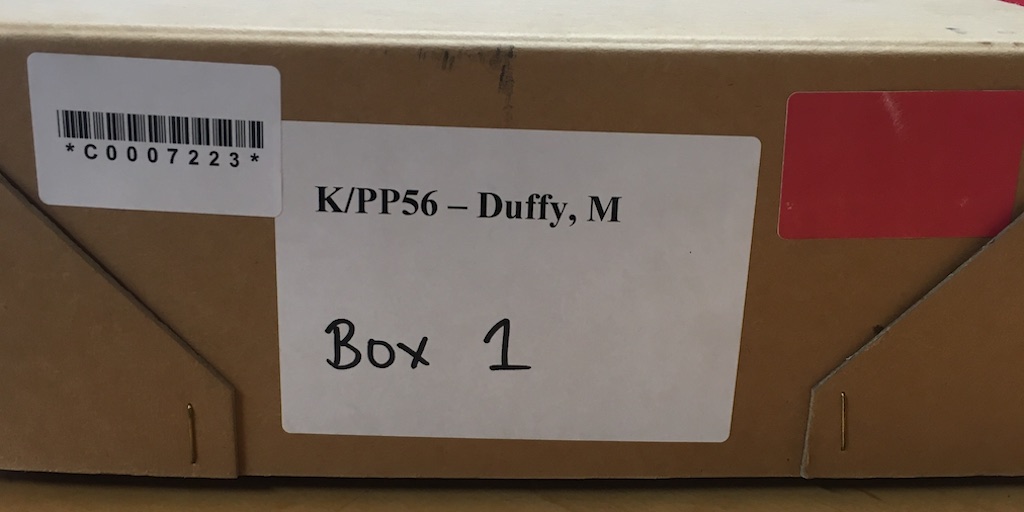 *C0007223*
K/PP56 – Duffy, M
Box 1